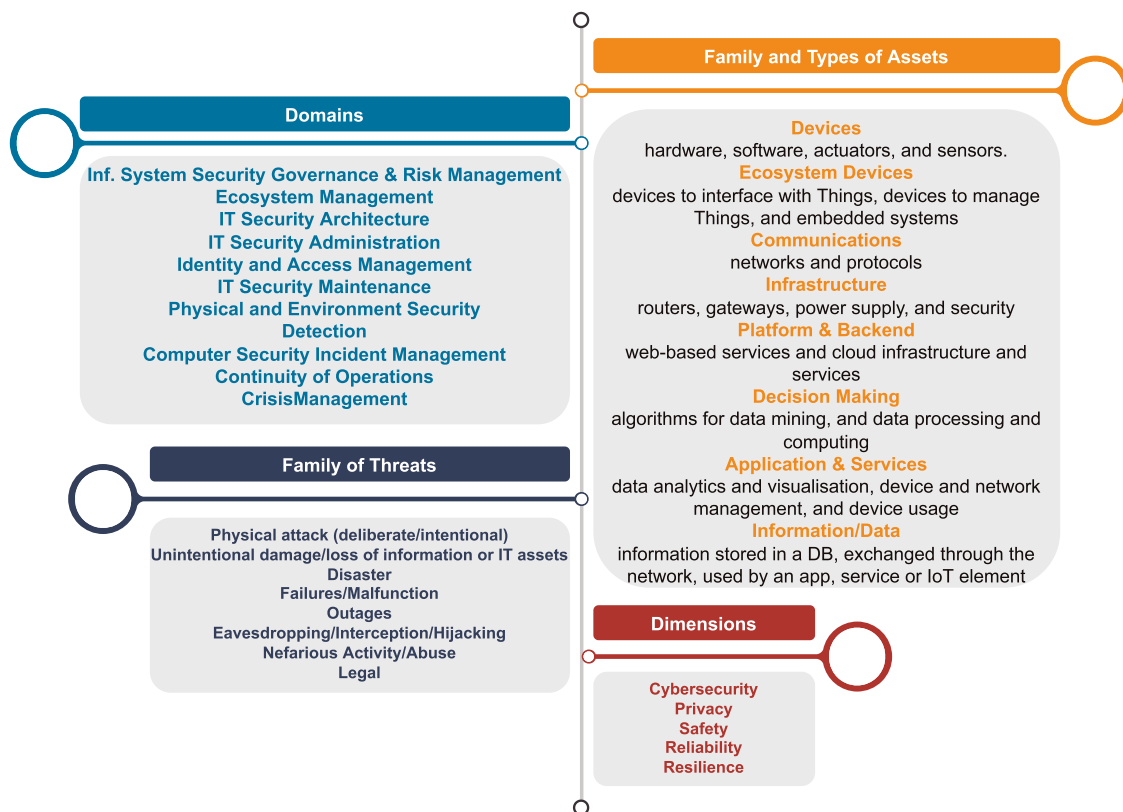 Family and Types of Assets
Domains
Inf. System Security Governance & Risk Management
Ecosystem Management
IT Security Architecture
IT Security Administration
Identity and Access Management
IT Security Maintenance
Physical and Environment Security
Detection
Computer Security Incident Management
Continuity of Operations
CrisisManagement
Devices
hardware, software, actuators, and sensors.
Ecosystem Devices
devices to interface with Things, devices to manage
Things, and embedded systems
Communications
networks and protocols
Infrastructure
routers, gateways, power supply, and security
Platform & Backend
web-based services and cloud infrastructure and
services
Decision Making
algorithms for data mining, and data processing and
computing
Application & Services
data analytics and visualisation, device and network
management, and device usage
Information/Data
information stored in a DB, exchanged through the
network, used by an app, service or IoT element
Family of Threats
Physical attack (deliberate/intentional)
Unintentional damage/loss of information or IT assets
Disaster
Failures/Malfunction
Outages
Eavesdropping/Interception/Hijacking
Nefarious Activity/Abuse
Legal
Dimensions
Cybersecurity
Privacy
Safety
Reliability
Resilience